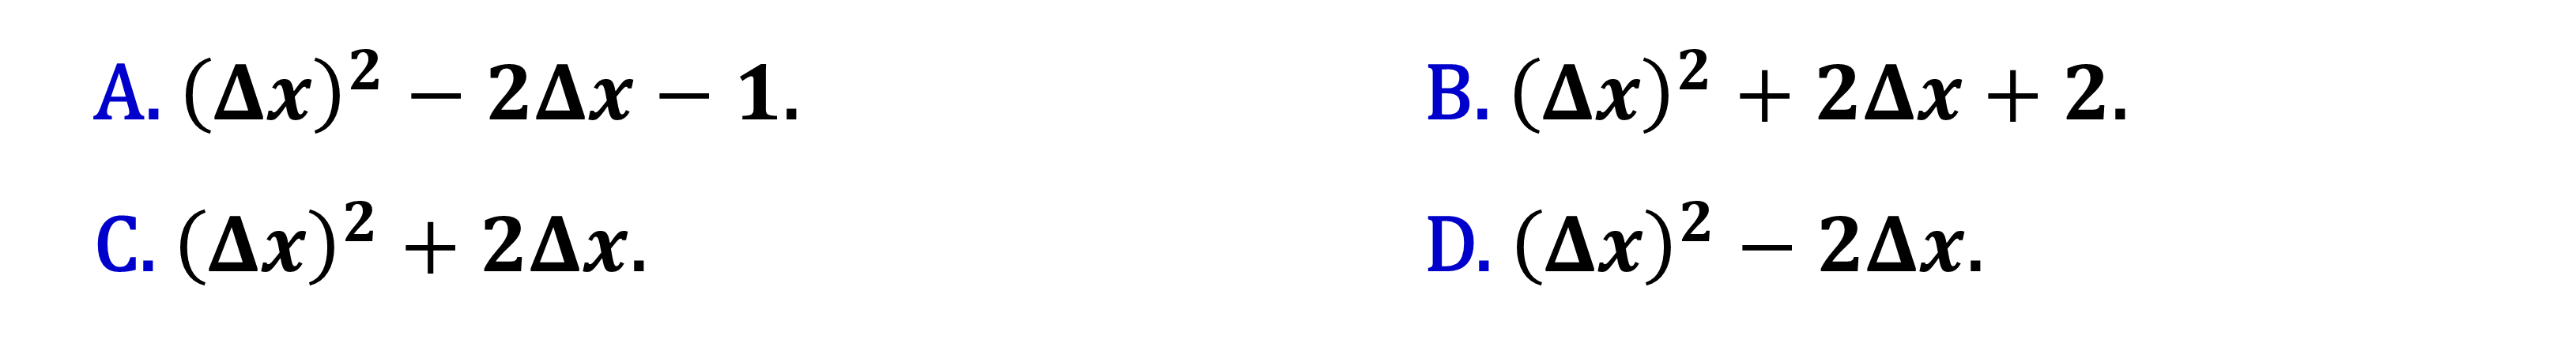 A. (Δx)² − 2Δx − 1. B. (Δx)² + 2Δx + 2.
C. (Δx)² + 2Δx. D. (Δx)² − 2Δx.